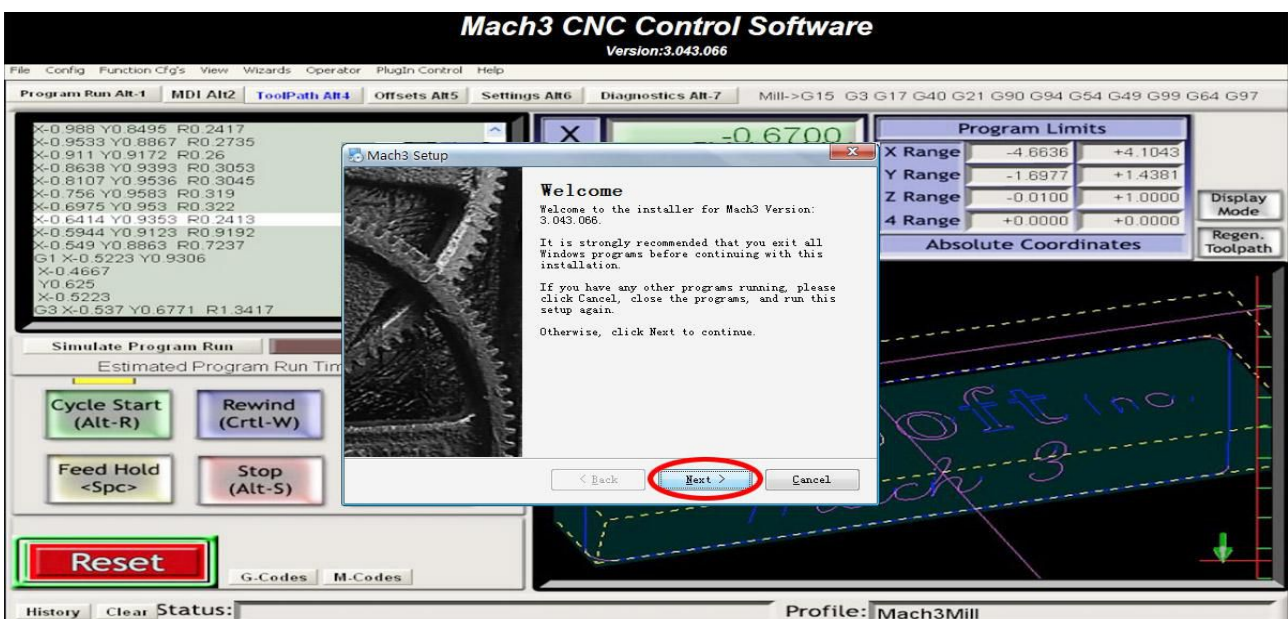 Mach3 CNC Control Software
Version:3.043.066
File Config Function Cfg's View Wizards Operator PlugIn Control Help
Program Run Alt-1 MDI Alt2 ToolPath Alt4 Offsets Alt5 Settings Alt6 Diagnostics Alt-7 Mill->G15 G3 G17 G40 G21 G90 G94 G54 G49 G99 G64 G97
X-0.988 Y0.8495 R0.2417
X-0.9533 Y0.8867 R0.2735
X-0.911 Y0.9172 R0.26
X-0.8638 Y0.9393 R0.3053
X-0.8107 Y0.9536 R0.3045
X-0.756 Y0.9583 R0.319
X-0.6975 Y0.953 R0.322
X-0.6414 Y0.9353 R0.2413
X-0.5944 Y0.9123 R0.9192
X-0.549 Y0.8863 R0.7237
G1 X-0.5223 Y0.9306
X-0.4667
Y0.625
X-0.5223
G3 X-0.537 Y0.6771 R1.3417
X -0.6700
Program Limits
X Range -4.6636 +4.1043
Y Range -1.6977 +1.4381
Z Range -0.0100 +1.0000
4 Range +0.0000 +0.0000
Absolute Coordinates
Display
Mode
Regen.
Toolpath
Mach3 Setup
Welcome
Welcome to the installer for Mach3 Version:
3.043.066.
It is strongly recommended that you exit all
Windows programs before continuing with this
installation.
If you have any other programs running, please
click Cancel, close the programs, and run this
setup again.
Otherwise, click Next to continue.
< Back Next > Cancel
Simulate Program Run
Estimated Program Run Tim
Cycle Start
(Alt-R)
Rewind
(Crtl-W)
Feed Hold
<Spc>
Stop
(Alt-S)
Reset
G-Codes M-Codes
oft Inc.
Mach 3
History Clear Status:
Profile: Mach3Mill